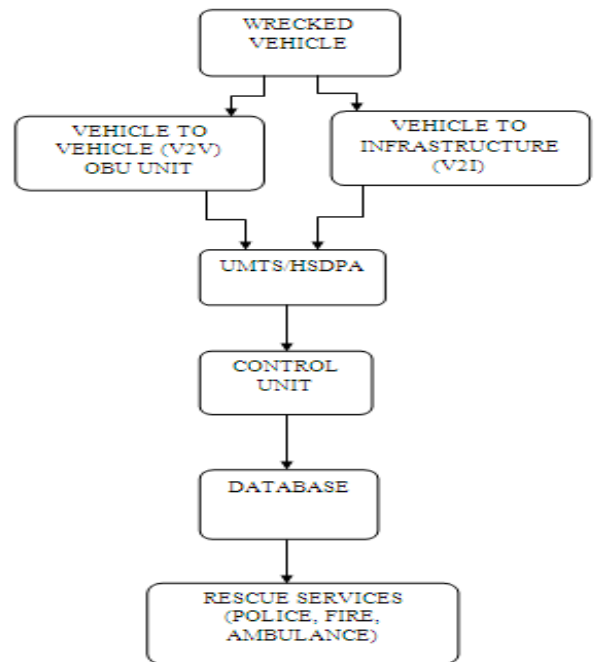 WRECKED
VEHICLE
VEHICLE TO
VEHICLE (V2V)
OBU UNIT
VEHICLE TO
INFRASTRUCTURE
(V2I)
UMTS/HSDPA
CONTROL
UNIT
DATABASE
RESCUE SERVICES
(POLICE, FIRE,
AMBULANCE)